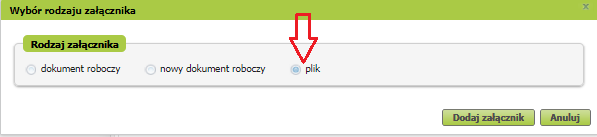 Wybór rodzaju załącznika
Rodzaj załącznika
dokument roboczy nowy dokument roboczy plik
Dodaj załącznik Anuluj